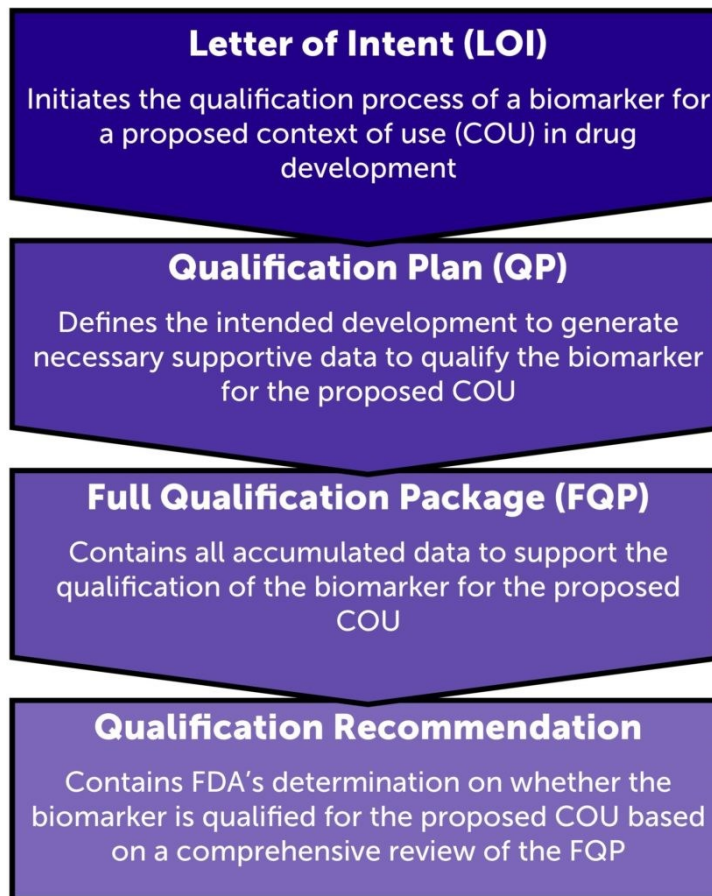 Letter of Intent (LOI)
Initiates the qualification process of a biomarker for
a proposed context of use (COU) in drug
development
Qualification Plan (QP)
Defines the intended development to generate
necessary supportive data to qualify the biomarker
for the proposed COU
Full Qualification Package (FQP)
Contains all accumulated data to support the
qualification of the biomarker for the proposed
COU
Qualification Recommendation
Contains FDA’s determination on whether the
biomarker is qualified for the proposed COU based
on a comprehensive review of the FQP